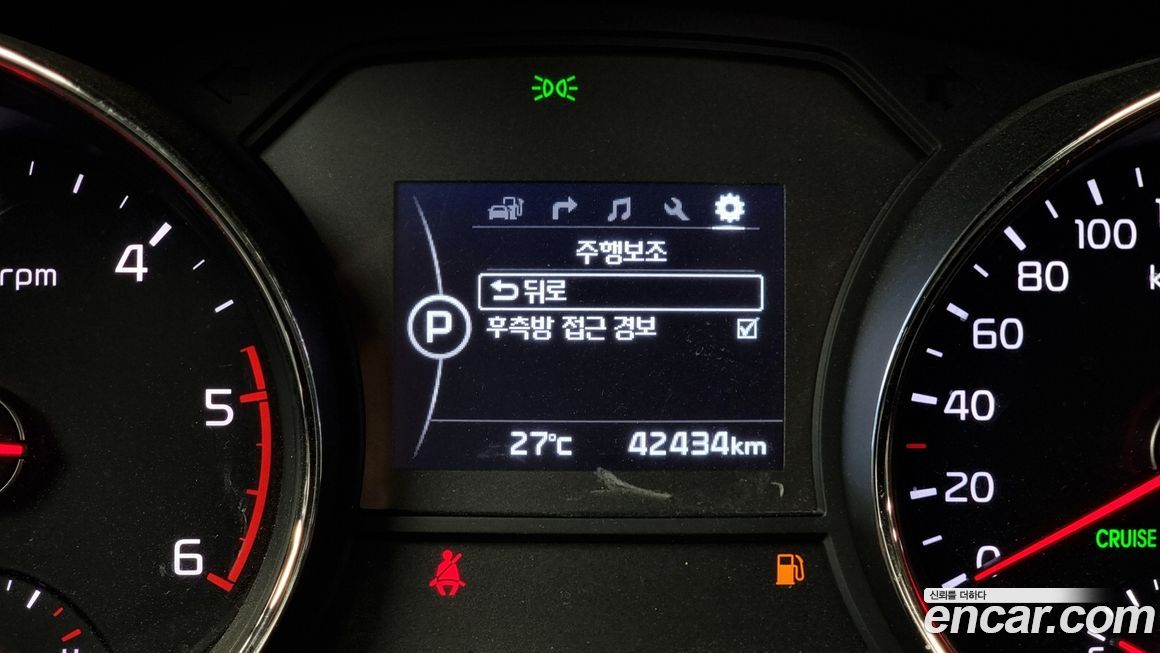 4
rpm
5
6
주행보조
뒤로
P
후측방 접근 경보
27°C
42434km
100
80
60
40
20
0
CRUISE
신뢰를 더하다
encar.com